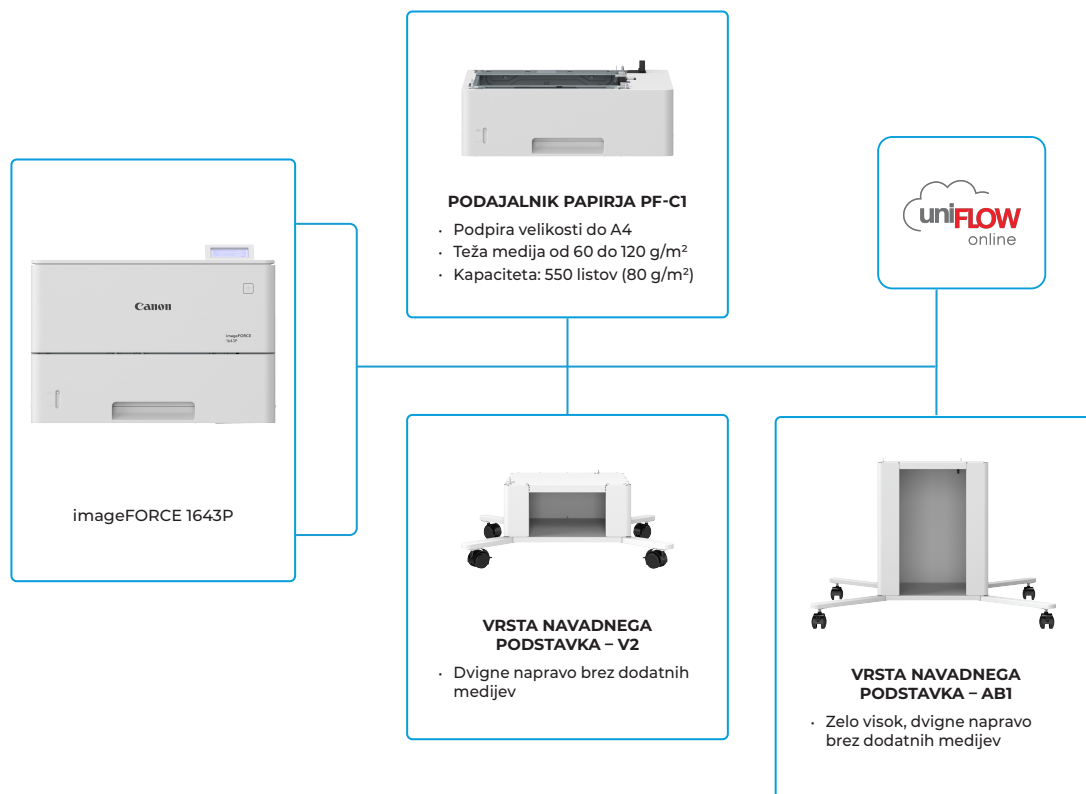 Canon
imageFORCE
1643P
imageFORCE 1643P
PODAJALNIK PAPIRJA PF-C1
· Podpira velikosti do A4
· Teža medija od 60 do 120 g/m²
· Kapaciteta: 550 listov (80 g/m²)
uniFLOW
online
VRSTA NAVADNEGA
PODSTAVKA – V2
· Dvigne napravo brez dodatnih
medijev
VRSTA NAVADNEGA
PODSTAVKA – AB1
· Zelo visok, dvigne napravo
brez dodatnih medijev